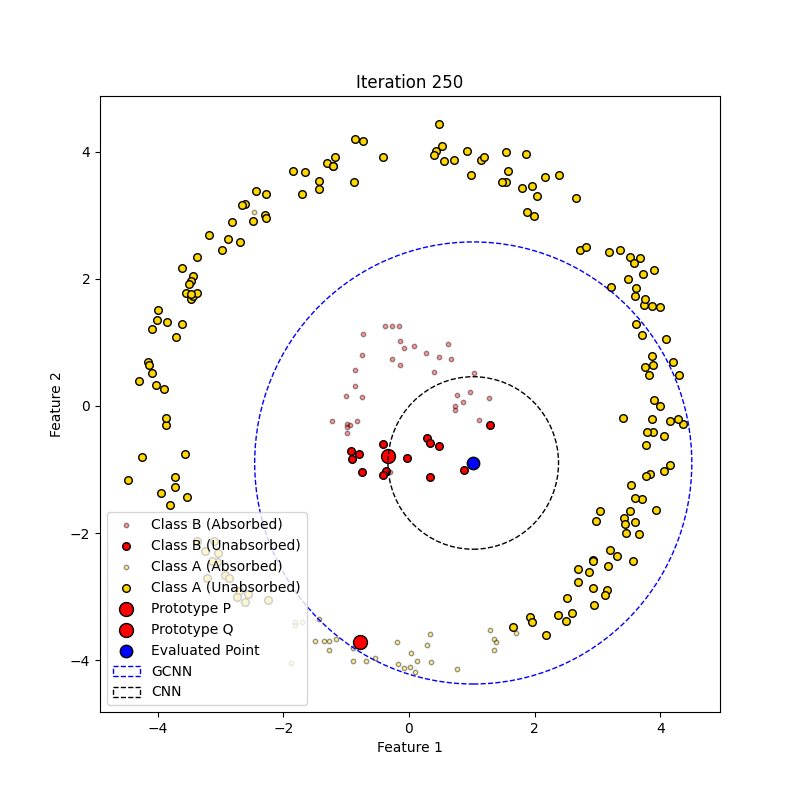 Iteration 250
4
2
0
−2
−4
Feature 2
Class B (Absorbed)
Class B (Unabsorbed)
Class A (Absorbed)
Class A (Unabsorbed)
Prototype P
Prototype Q
Evaluated Point
GCNN
CNN
−4
−2
0
2
4
Feature 1